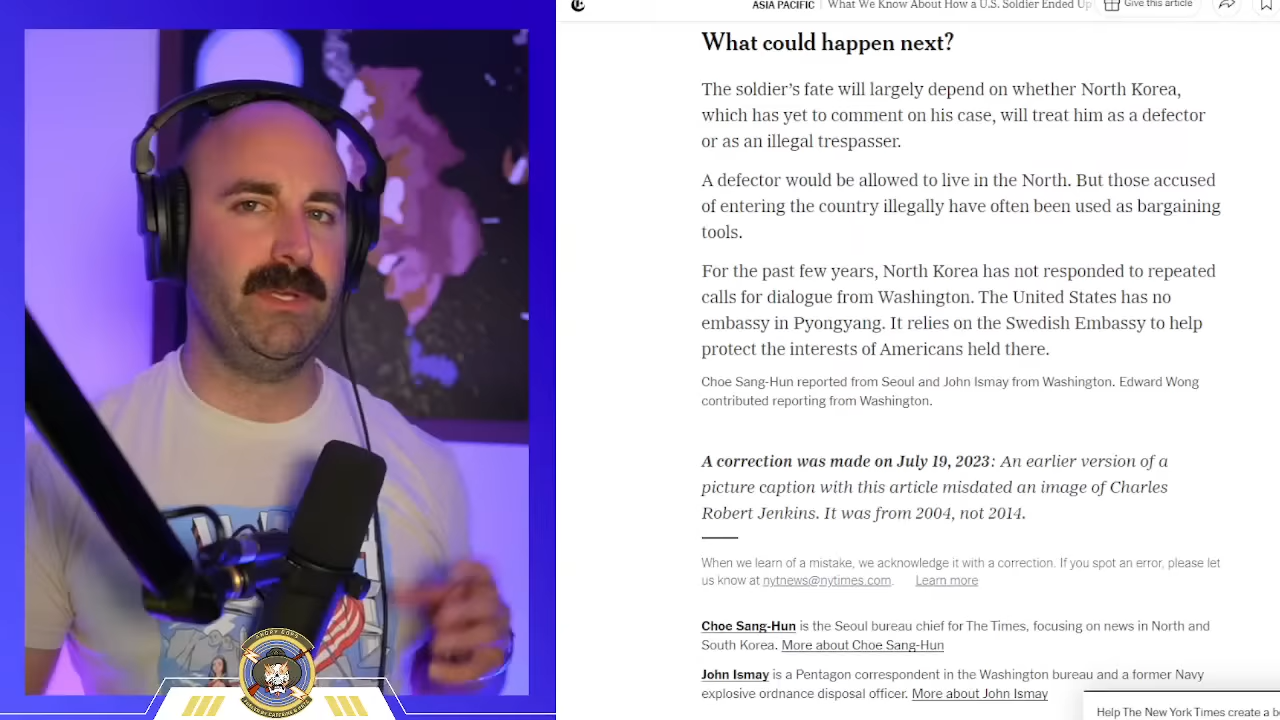 ASIA PACIFIC | What We Know About How a U.S. Soldier Ended Up
Give this article
What could happen next?
The soldier’s fate will largely depend on whether North Korea,
which has yet to comment on his case, will treat him as a defector
or as an illegal trespasser.
A defector would be allowed to live in the North. But those accused
of entering the country illegally have often been used as bargaining
tools.
For the past few years, North Korea has not responded to repeated
calls for dialogue from Washington. The United States has no
embassy in Pyongyang. It relies on the Swedish Embassy to help
protect the interests of Americans held there.
Choe Sang-Hun reported from Seoul and John Ismay from Washington. Edward Wong
contributed reporting from Washington.
A correction was made on July 19, 2023: An earlier version of a
picture caption with this article misdated an image of Charles
Robert Jenkins. It was from 2004, not 2014.
When we learn of a mistake, we acknowledge it with a correction. If you spot an error, please let
us know at nytnews@nytimes.com. Learn more
Choe Sang-Hun is the Seoul bureau chief for The Times, focusing on news in North and
South Korea. More about Choe Sang-Hun
John Ismay is a Pentagon correspondent in the Washington bureau and a former Navy
explosive ordnance disposal officer. More about John Ismay
Help The New York Times create a be